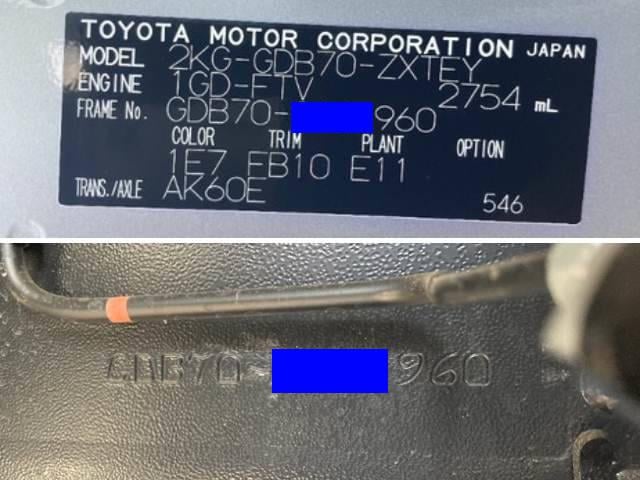 TOYOTA MOTOR CORPORATION JAPAN
MODEL 2KG-GDB70-ZXTEY
ENGINE 1GD-FTV 2754 mL
FRAME No. GDB70- 960
COLOR TRIM PLANT OPTION
1E7 FB10 E11
TRANS./AXLE AK60E 546
GDB70- 960